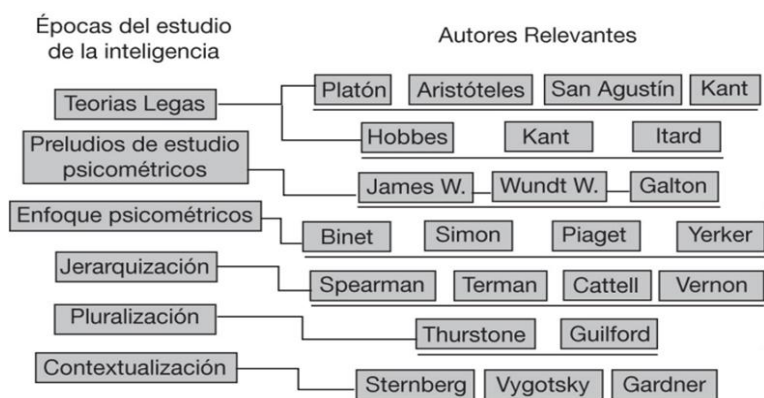 Épocas del estudio
de la inteligencia
Autores Relevantes
Teorias Legas
Platón Aristóteles San Agustín Kant
Hobbes Kant Itard
Preludios de estudio
psicométricos
James W. Wundt W. Galton
Enfoque psicométricos
Binet Simon Piaget Yerker
Jerarquización
Spearman Terman Cattell Vernon
Pluralización
Thurstone Guilford
Contextualización
Sternberg Vygotsky Gardner